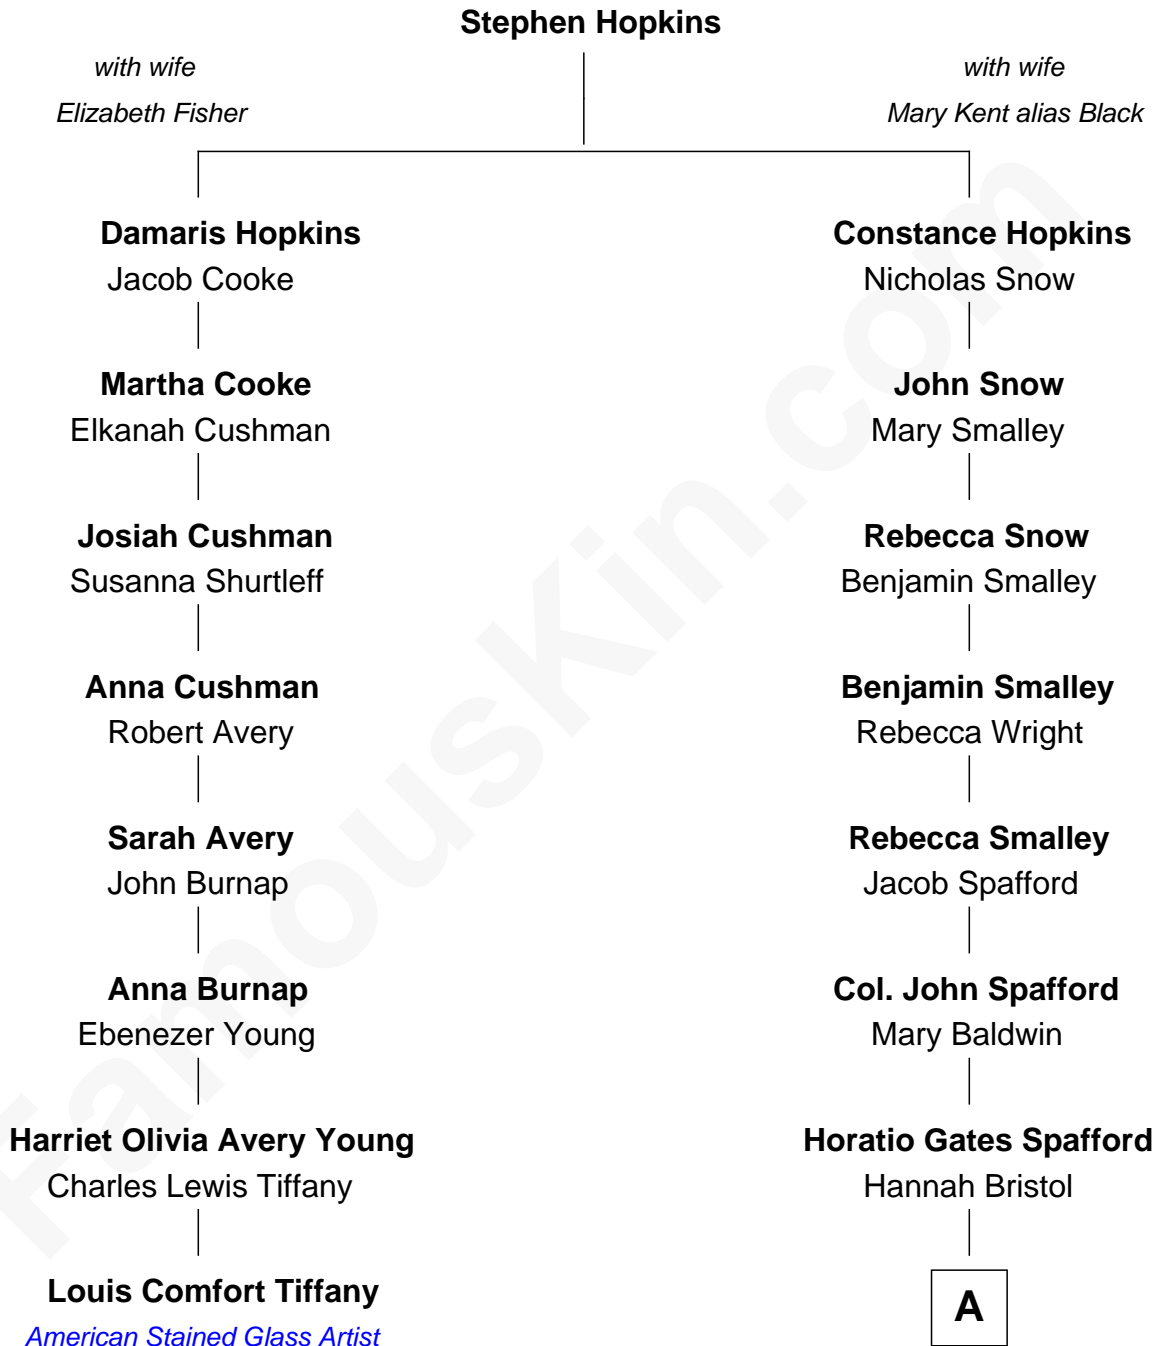 Stephen Hopkins
with wife
Elizabeth Fisher
with wife
Mary Kent alias Black
Damaris Hopkins
Jacob Cooke
Constance Hopkins
Nicholas Snow
Martha Cooke
Elkanah Cushman
John Snow
Mary Smalley
Josiah Cushman
Susanna Shurtleff
Rebecca Snow
Benjamin Smalley
Anna Cushman
Robert Avery
Benjamin Smalley
Rebecca Wright
Sarah Avery
John Burnap
Rebecca Smalley
Jacob Spafford
Anna Burnap
Ebenezer Young
Col. John Spafford
Mary Baldwin
Harriet Olivia Avery Young
Charles Lewis Tiffany
Horatio Gates Spafford
Hannah Bristol
Louis Comfort Tiffany
American Stained Glass Artist
A
FamousKin.com